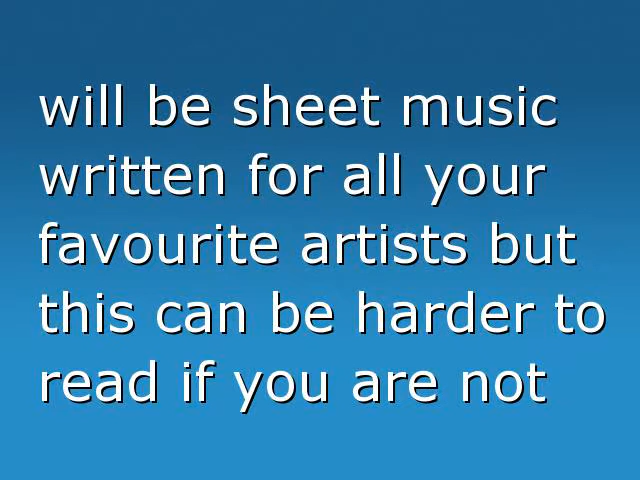 will be sheet music
written for all your
favourite artists but
this can be harder to
read if you are not